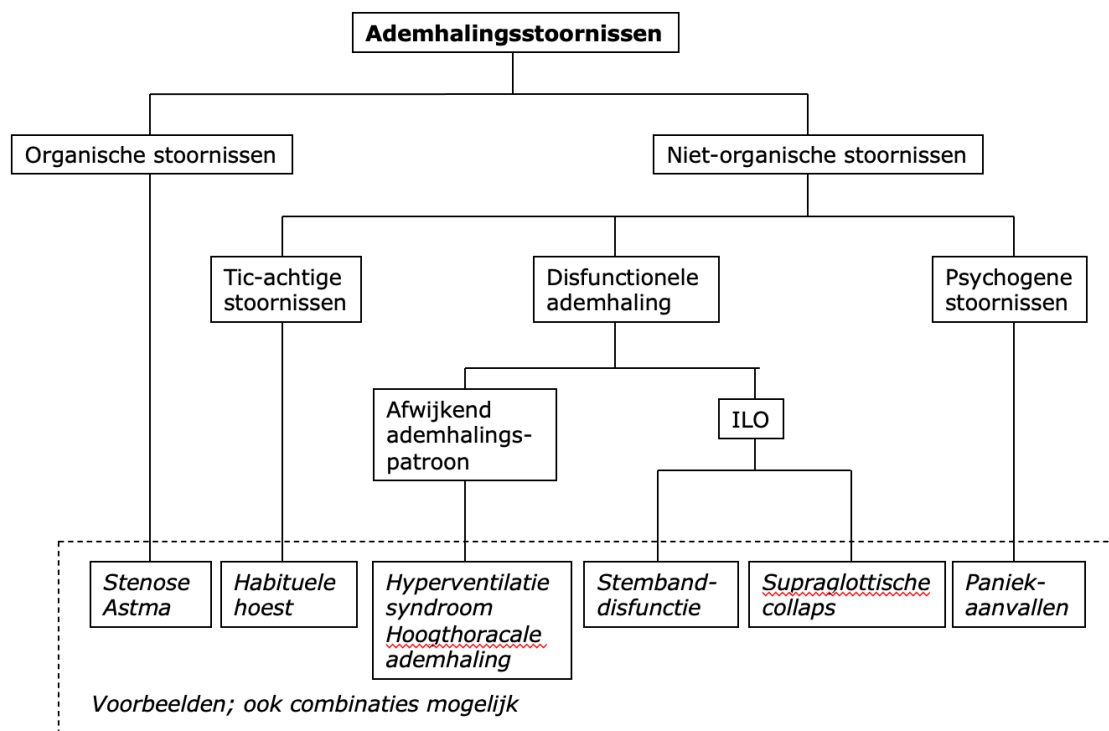 Ademhalingsstoornissen
Organische stoornissen
Niet-organische stoornissen
Tic-achtige
stoornissen
Disfunctionele
ademhaling
Psychogene
stoornissen
Afwijkend
ademhalings-
patroon
ILO
Stenose
Astma
Habituele
hoest
Hyperventilatie
syndroom
Hoogthoracale
ademhaling
Stemband-
disfunctie
Supraglottische
collaps
Paniek-
aanvallen
Voorbeelden; ook combinaties mogelijk